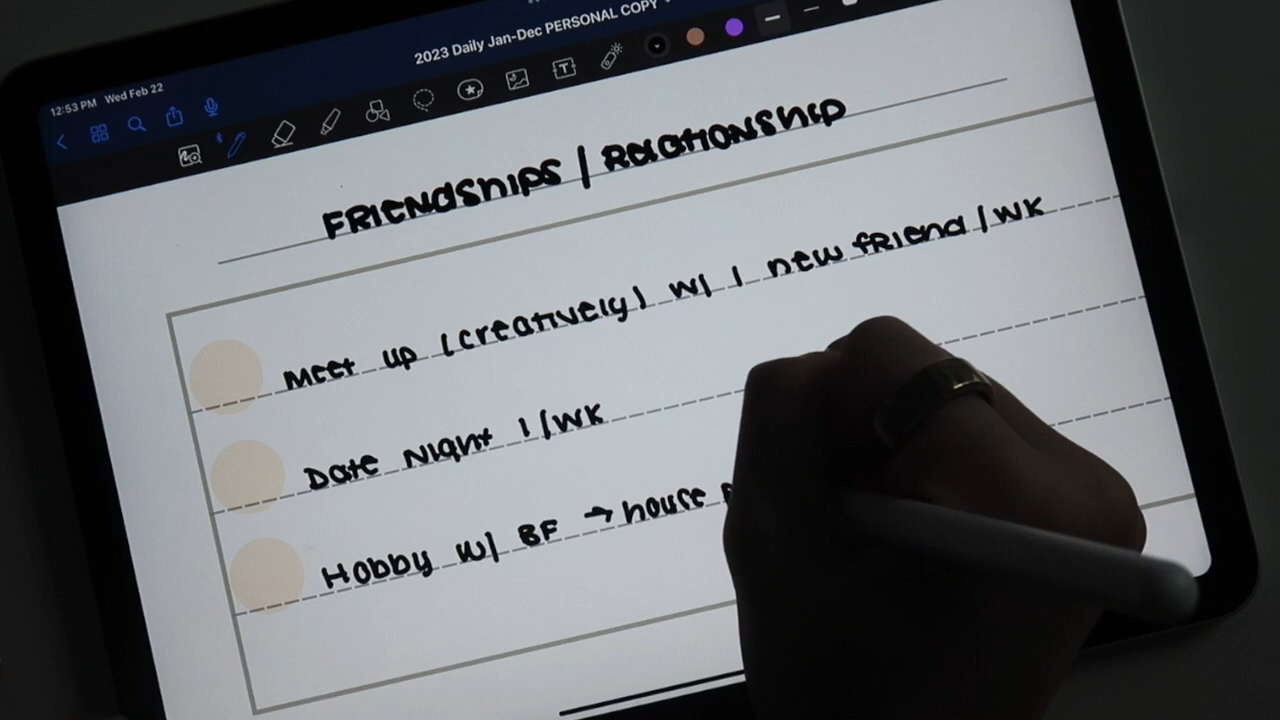 2023 Daily Jan-Dec PERSONAL COPY
12:53 PM Wed Feb 22
FRIENDSHIPS | RELATIONSHIP
MEET UP (CREATIVELY) W/ 1 NEW FRIEND /WK
DATE NIGHT 1/WK
HOBBY W/ BF → HOUSE